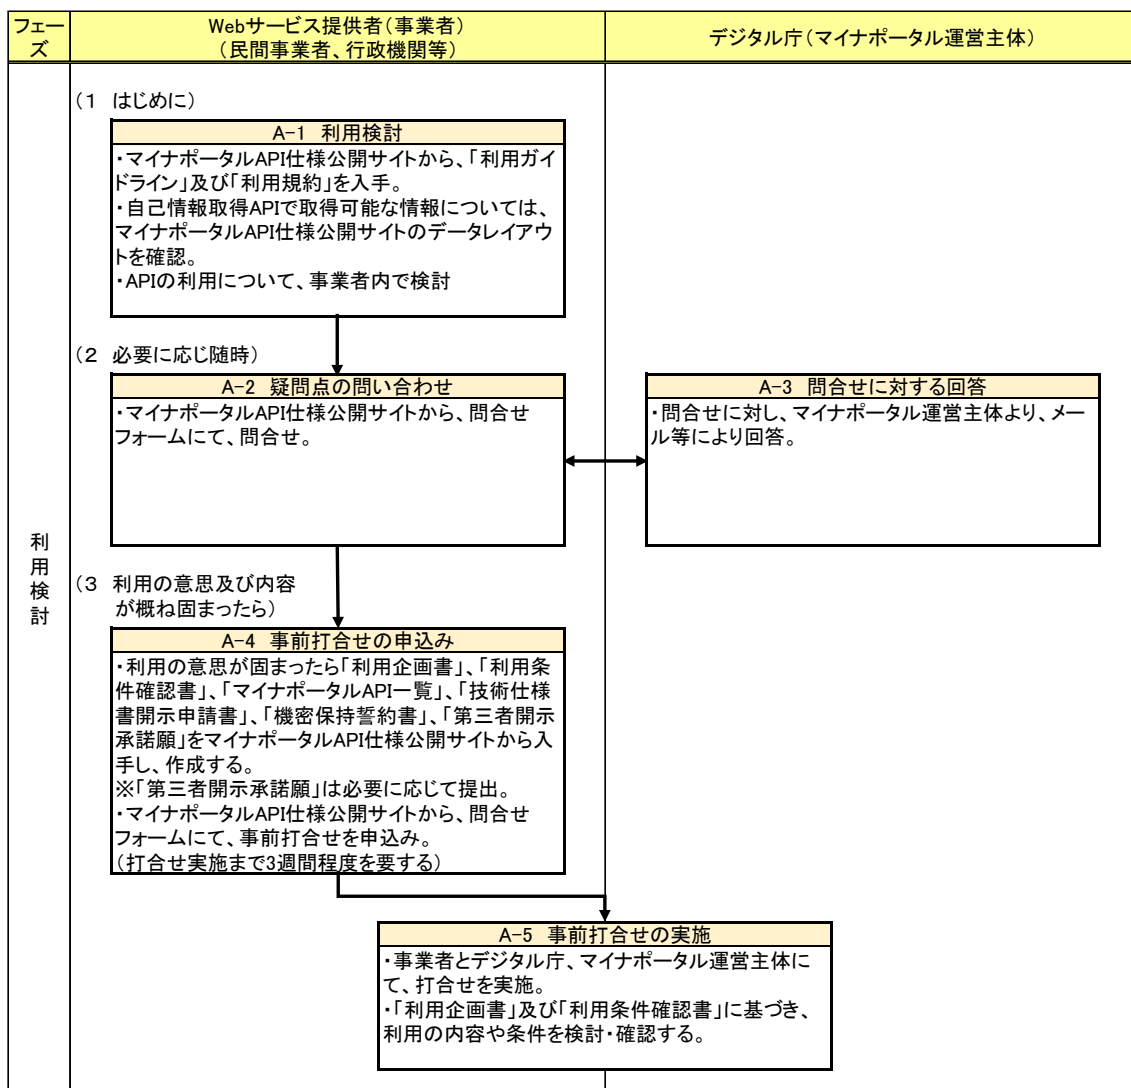 フェー
ズ
Webサービス提供者(事業者)
(民間事業者、行政機関等)
デジタル庁(マイナポータル運営主体)
利
用
検
討
(1 はじめに)
A-1 利用検討
・マイナポータルAPI仕様公開サイトから、「利用ガイ
ドライン」及び「利用規約」を入手。
・自己情報取得APIで取得可能な情報については、
マイナポータルAPI仕様公開サイトのデータレイアウ
トを確認。
・APIの利用について、事業者内で検討
(2 必要に応じ随時)
A-2 疑問点の問い合わせ
・マイナポータルAPI仕様公開サイトから、問合せ
フォームにて、問合せ。
A-3 問合せに対する回答
・問合せに対し、マイナポータル運営主体より、メー
ル等により回答。
(3 利用の意思及び内容
が概ね固まったら)
A-4 事前打合せの申込み
・利用の意思が固まったら「利用企画書」、「利用条
件確認書」、「マイナポータルAPI一覧」、「技術仕様
書開示申請書」、「機密保持誓約書」、「第三者開示
承諾願」をマイナポータルAPI仕様公開サイトから入
手し、作成する。
※「第三者開示承諾願」は必要に応じて提出。
・マイナポータルAPI仕様公開サイトから、問合せ
フォームにて、事前打合せを申込み。
(打合せ実施まで3週間程度を要する)
A-5 事前打合せの実施
・事業者とデジタル庁、マイナポータル運営主体に
て、打合せを実施。
・「利用企画書」及び「利用条件確認書」に基づき、
利用の内容や条件を検討・確認する。